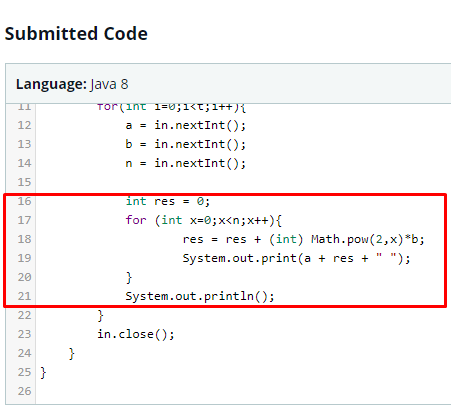 Submitted Code
Language: Java 8
11 for(int i=0;i<t;i++){
12 a = in.nextInt();
13 b = in.nextInt();
14 n = in.nextInt();
15
16 int res = 0;
17 for (int x=0;x<n;x++){
18 res = res + (int) Math.pow(2,x)*b;
19 System.out.print(a + res + " ");
20 }
21 System.out.println();
22 }
23 in.close();
24 }
25 }
26